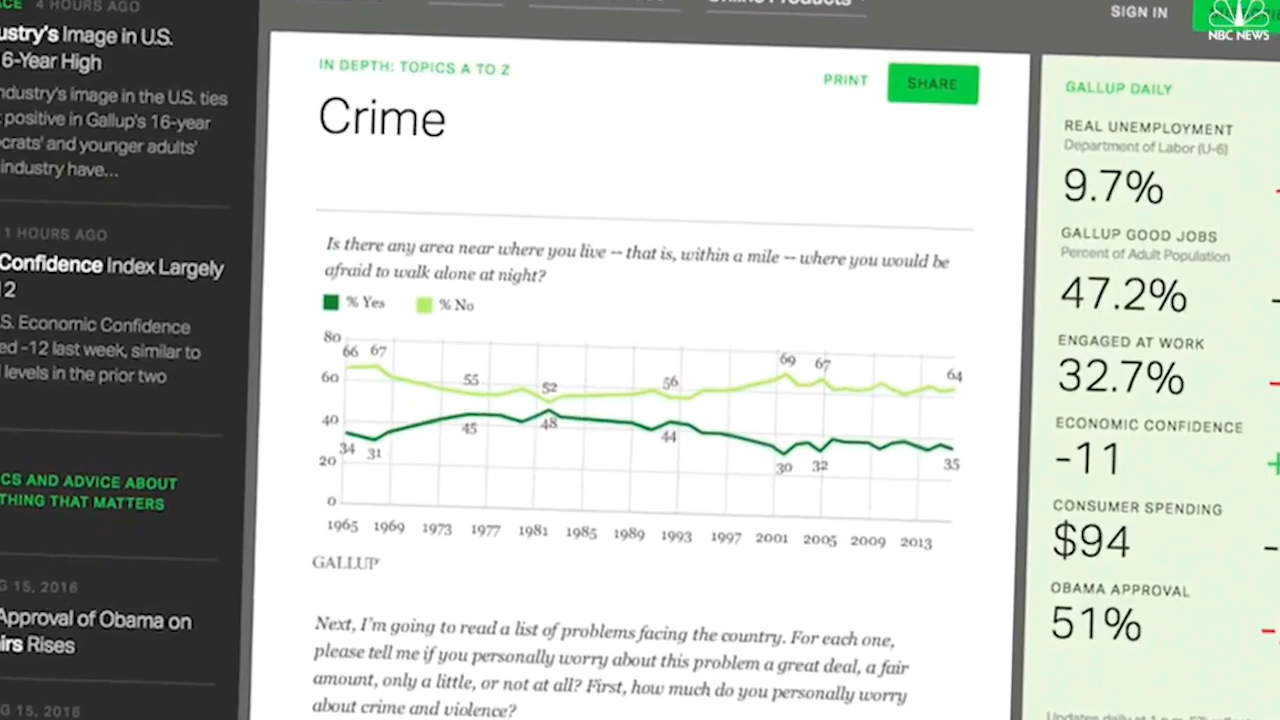 4 HOURS AGO
ustry's Image in U.S.
6-Year High
ndustry's image in the U.S. ties
positive in Gallup's 16-year
crats' and younger adults'
industry have...
1 HOURS AGO
Confidence Index Largely
12
S. Economic Confidence
ed -12 last week, similar to
levels in the prior two
CS AND ADVICE ABOUT
THING THAT MATTERS
G 15, 2016
Approval of Obama on
irs Rises
G 15, 2016
IN DEPTH: TOPICS A TO Z
PRINT
SHARE
Crime
Is there any area near where you live -- that is, within a mile -- where you would be
afraid to walk alone at night?
% Yes
% No
80
60
40
20
0
66 67 55 52 56 69 67 64
34 31 45 48 44 30 32 35
1965 1969 1973 1977 1981 1985 1989 1993 1997 2001 2005 2009 2013
GALLUP
Next, I'm going to read a list of problems facing the country. For each one,
please tell me if you personally worry about this problem a great deal, a fair
amount, only a little, or not at all? First, how much do you personally worry
about crime and violence?
SIGN IN
NBC NEWS
GALLUP DAILY
REAL UNEMPLOYMENT
Department of Labor (U-6)
9.7%
GALLUP GOOD JOBS
Percent of Adult Population
47.2%
ENGAGED AT WORK
32.7%
ECONOMIC CONFIDENCE
-11
CONSUMER SPENDING
$94
OBAMA APPROVAL
51%